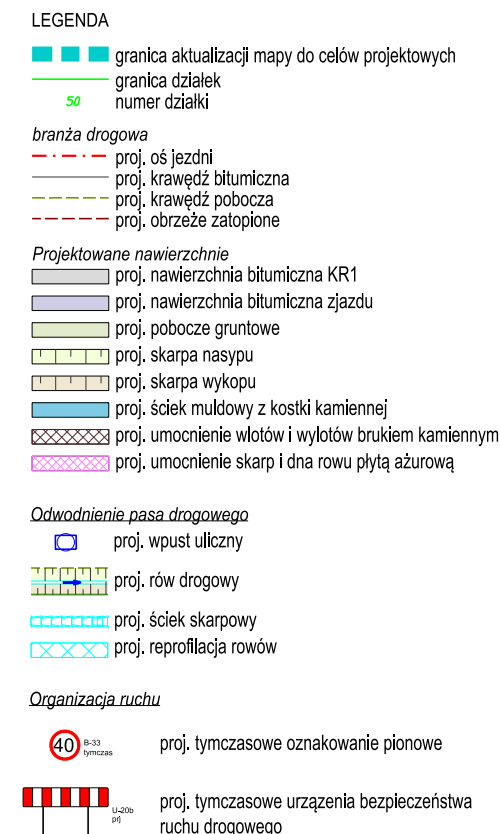 LEGENDA
granica aktualizacji mapy do celów projektowych
granica działek
50 numer działki
branża drogowa
proj. oś jezdni
proj. krawędź bitumiczna
proj. krawędź pobocza
proj. obrzeże zatopione
Projektowane nawierzchnie
proj. nawierzchnia bitumiczna KR1
proj. nawierzchnia bitumiczna zjazdu
proj. pobocze gruntowe
proj. skarpa nasypu
proj. skarpa wykopu
proj. ściek muldowy z kostki kamiennej
proj. umocnienie wlotów i wylotów brukiem kamiennym
proj. umocnienie skarp i dna rowu płytą ażurową
Odwodnienie pasa drogowego
proj. wpust uliczny
proj. rów drogowy
proj. ściek skarpowy
proj. reprofilacja rowów
Organizacja ruchu
40 B-33
tymczas
proj. tymczasowe oznakowanie pionowe
U-20b
prj
proj. tymczasowe urządzenia bezpieczeństwa
ruchu drogowego